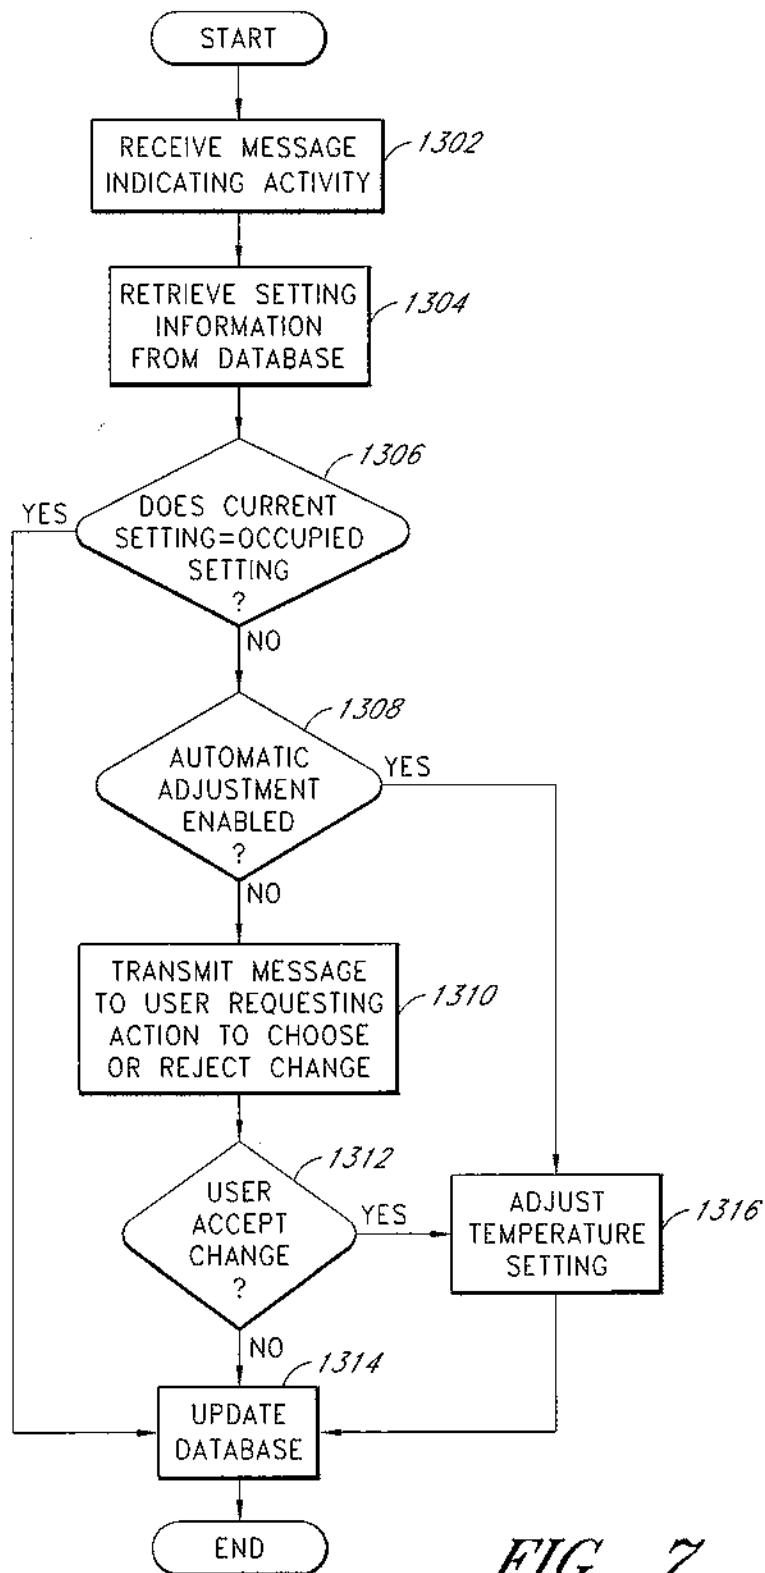 START
RECEIVE MESSAGE
INDICATING ACTIVITY
1302
RETRIEVE SETTING
INFORMATION
FROM DATABASE
1304
1306
DOES CURRENT
SETTING=OCCUPIED
SETTING
?
YES
NO
1308
AUTOMATIC
ADJUSTMENT
ENABLED
?
YES
NO
TRANSMIT MESSAGE
TO USER REQUESTING
ACTION TO CHOOSE
OR REJECT CHANGE
1310
1312
USER
ACCEPT
CHANGE
?
YES
NO
ADJUST
TEMPERATURE
SETTING
1316
1314
UPDATE
DATABASE
END
FIG. 7